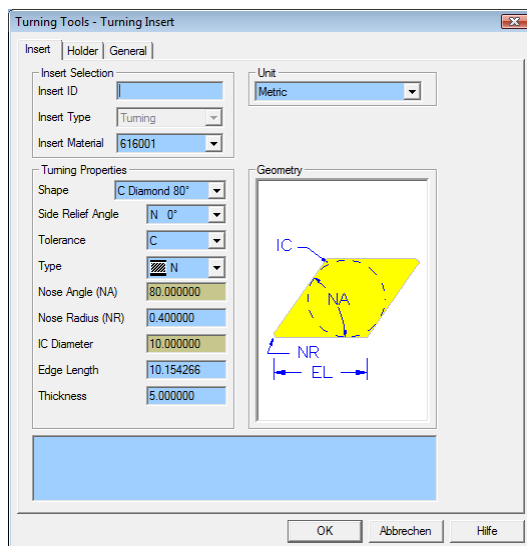 Turning Tools - Turning Insert
Insert Holder General
Insert Selection
Insert ID
Insert Type Turning
Insert Material 616001
Unit
Metric
Turning Properties
Shape C Diamond 80°
Side Relief Angle N 0°
Tolerance C
Type N
Nose Angle (NA) 80.000000
Nose Radius (NR) 0.400000
IC Diameter 10.000000
Edge Length 10.154266
Thickness 5.000000
Geometry
IC
NA
NR
EL
OK Abbrechen Hilfe